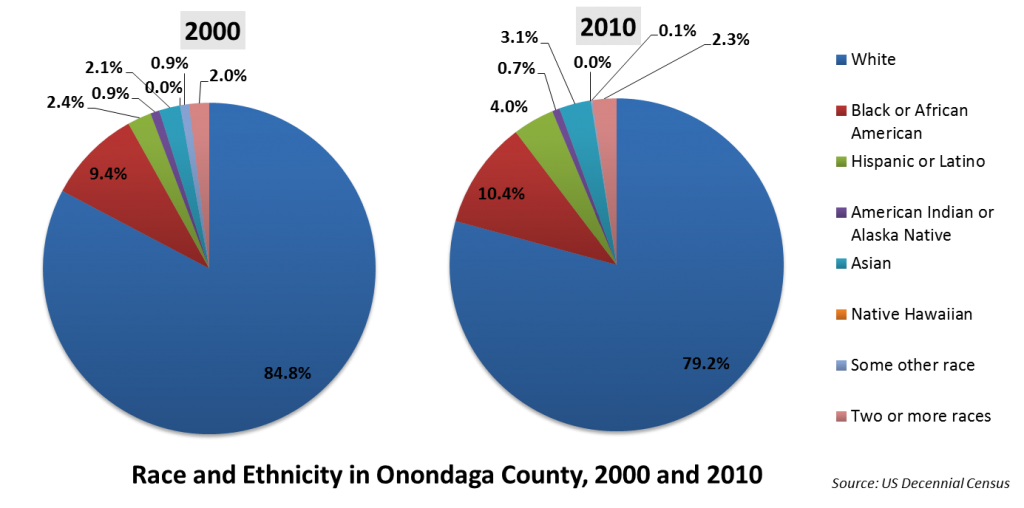 2000
2.4%
0.9%
2.1%
0.0%
0.9%
2.0%
9.4%
84.8%
2010
4.0%
0.7%
3.1%
0.0%
0.1%
2.3%
10.4%
79.2%
White
Black or African
American
Hispanic or Latino
American Indian or
Alaska Native
Asian
Native Hawaiian
Some other race
Two or more races
Race and Ethnicity in Onondaga County, 2000 and 2010
Source: US Decennial Census